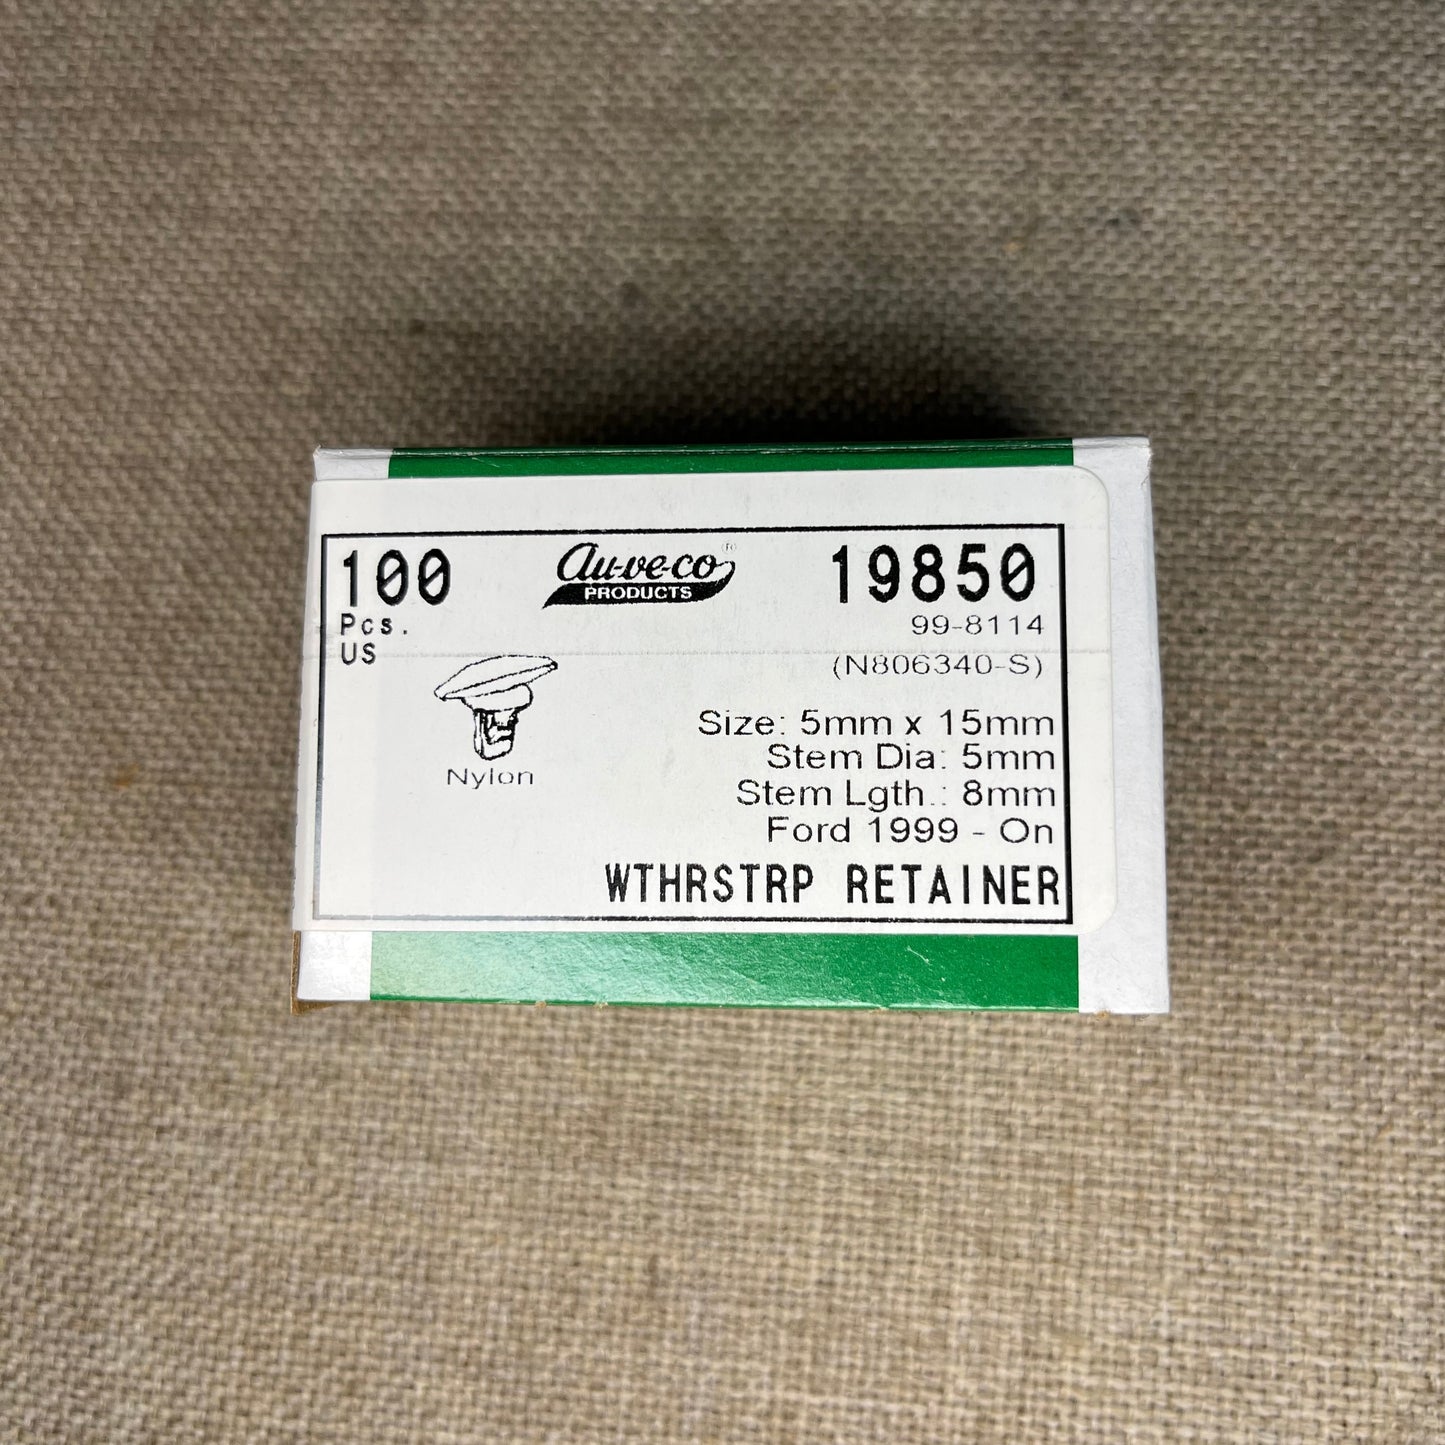 100 au-ve-co® 19850
PRODUCTS
Pcs. 99-8114
US (N806340-S)
Size: 5mm x 15mm
Stem Dia: 5mm
Nylon
Stem Lgth.: 8mm
Ford 1999 - On
WTHRSTRP RETAINER